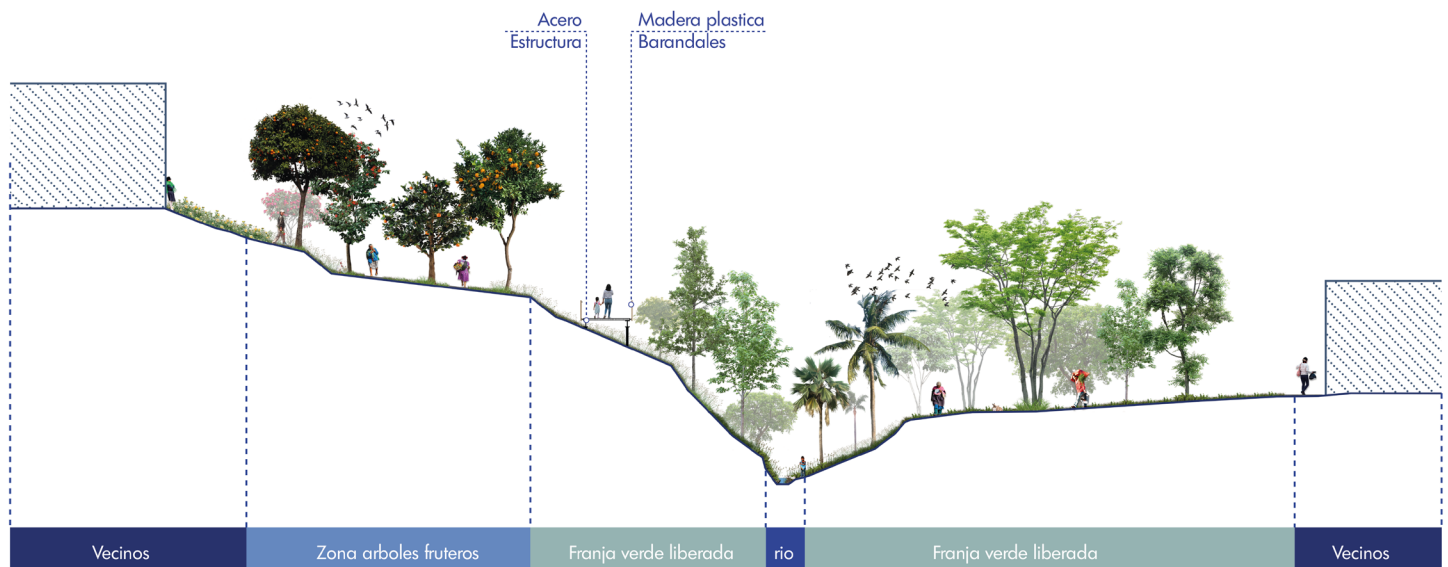 Acero
Estructura
Madera plastica
Barandales
Vecinos
Zona arboles fruteros
Franja verde liberada
rio
Franja verde liberada
Vecinos